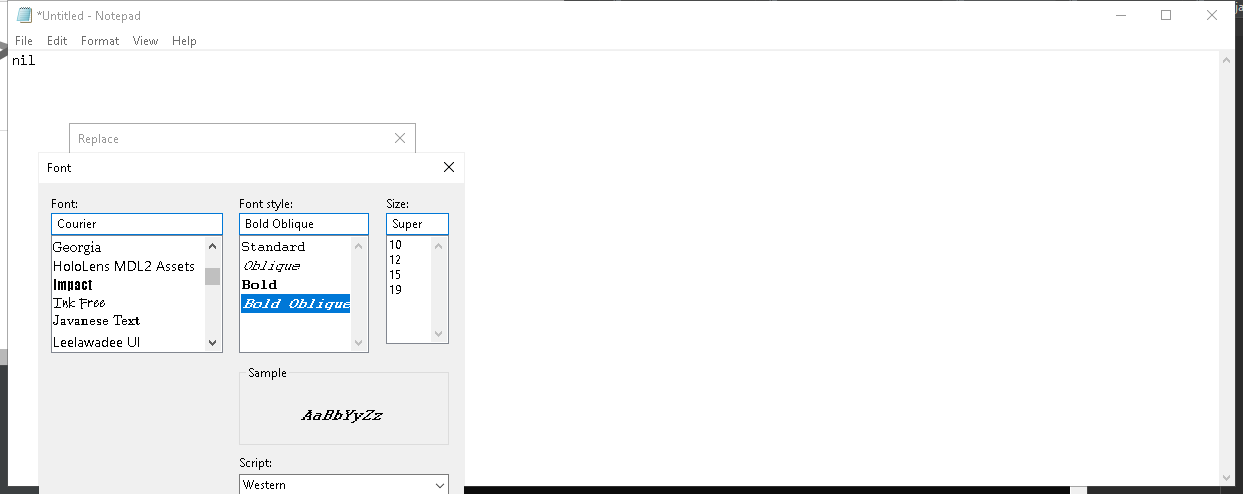 *Untitled - Notepad
File Edit Format View Help
nil
Replace
Font
Font: Font style: Size:
Courier Bold Oblique Super
Georgia
HoloLens MDL2 Assets
Impact
Ink Free
Javanese Text
Leelawadee UI
Standard
Oblique
Bold
Bold Oblique
10
12
15
19
Sample
AaBbYyZz
Script:
Western